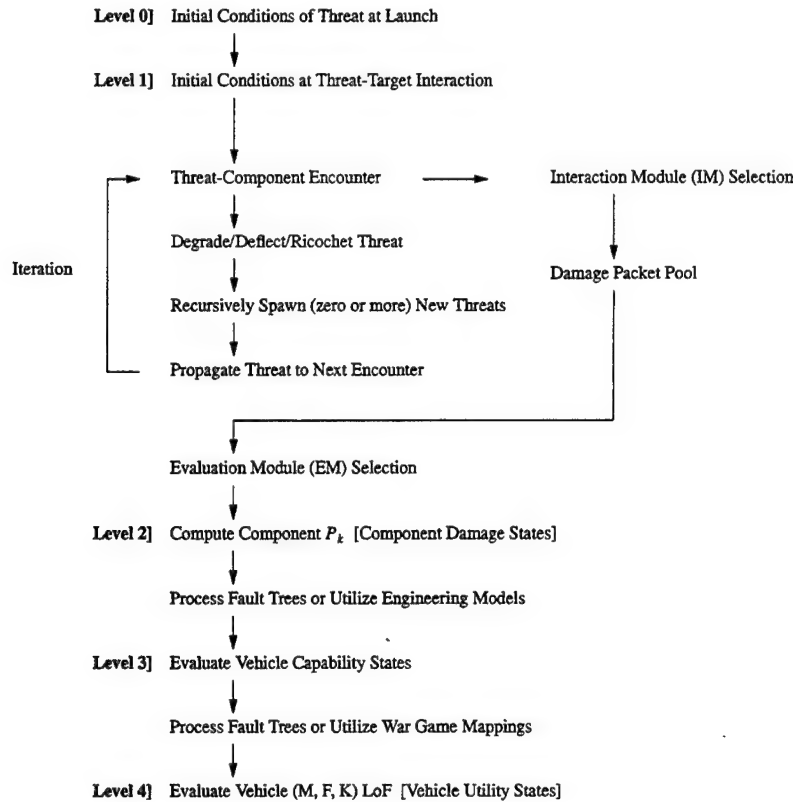 Level 0] Initial Conditions of Threat at Launch
Level 1] Initial Conditions at Threat-Target Interaction
Threat-Component Encounter
Interaction Module (IM) Selection
Degrade/Deflect/Ricochet Threat
Iteration
Damage Packet Pool
Recursively Spawn (zero or more) New Threats
Propagate Threat to Next Encounter
Evaluation Module (EM) Selection
Level 2] Compute Component Pk [Component Damage States]
Process Fault Trees or Utilize Engineering Models
Level 3] Evaluate Vehicle Capability States
Process Fault Trees or Utilize War Game Mappings
Level 4] Evaluate Vehicle (M, F, K) LoF [Vehicle Utility States]